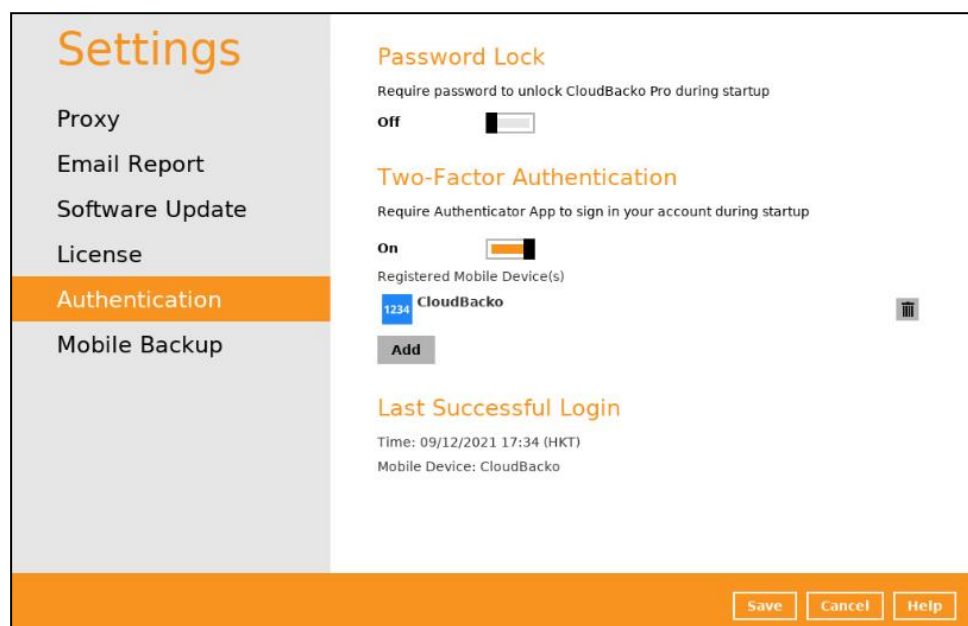 Settings
Proxy
Email Report
Software Update
License
Authentication
Mobile Backup
Password Lock
Require password to unlock CloudBacko Pro during startup
Off
Two-Factor Authentication
Require Authenticator App to sign in your account during startup
On
Registered Mobile Device(s)
1234 CloudBacko
Add
Last Successful Login
Time: 09/12/2021 17:34 (HKT)
Mobile Device: CloudBacko
Save Cancel Help